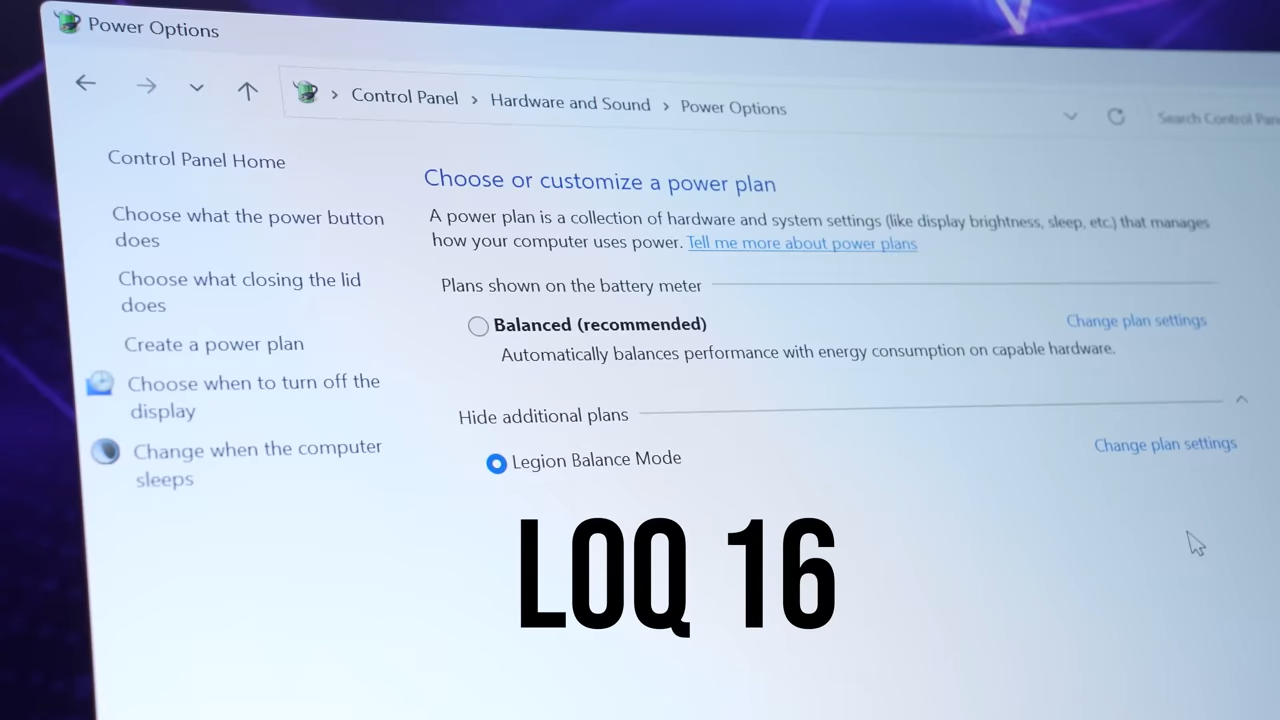 Power Options
Control Panel > Hardware and Sound > Power Options
Search Control Pan
Control Panel Home
Choose what the power button
does
Choose what closing the lid
does
Create a power plan
Choose when to turn off the
display
Change when the computer
sleeps
Choose or customize a power plan
A power plan is a collection of hardware and system settings (like display brightness, sleep, etc.) that manages
how your computer uses power. Tell me more about power plans
Plans shown on the battery meter
Balanced (recommended)
Change plan settings
Automatically balances performance with energy consumption on capable hardware.
Hide additional plans
Legion Balance Mode
Change plan settings
LOQ 16